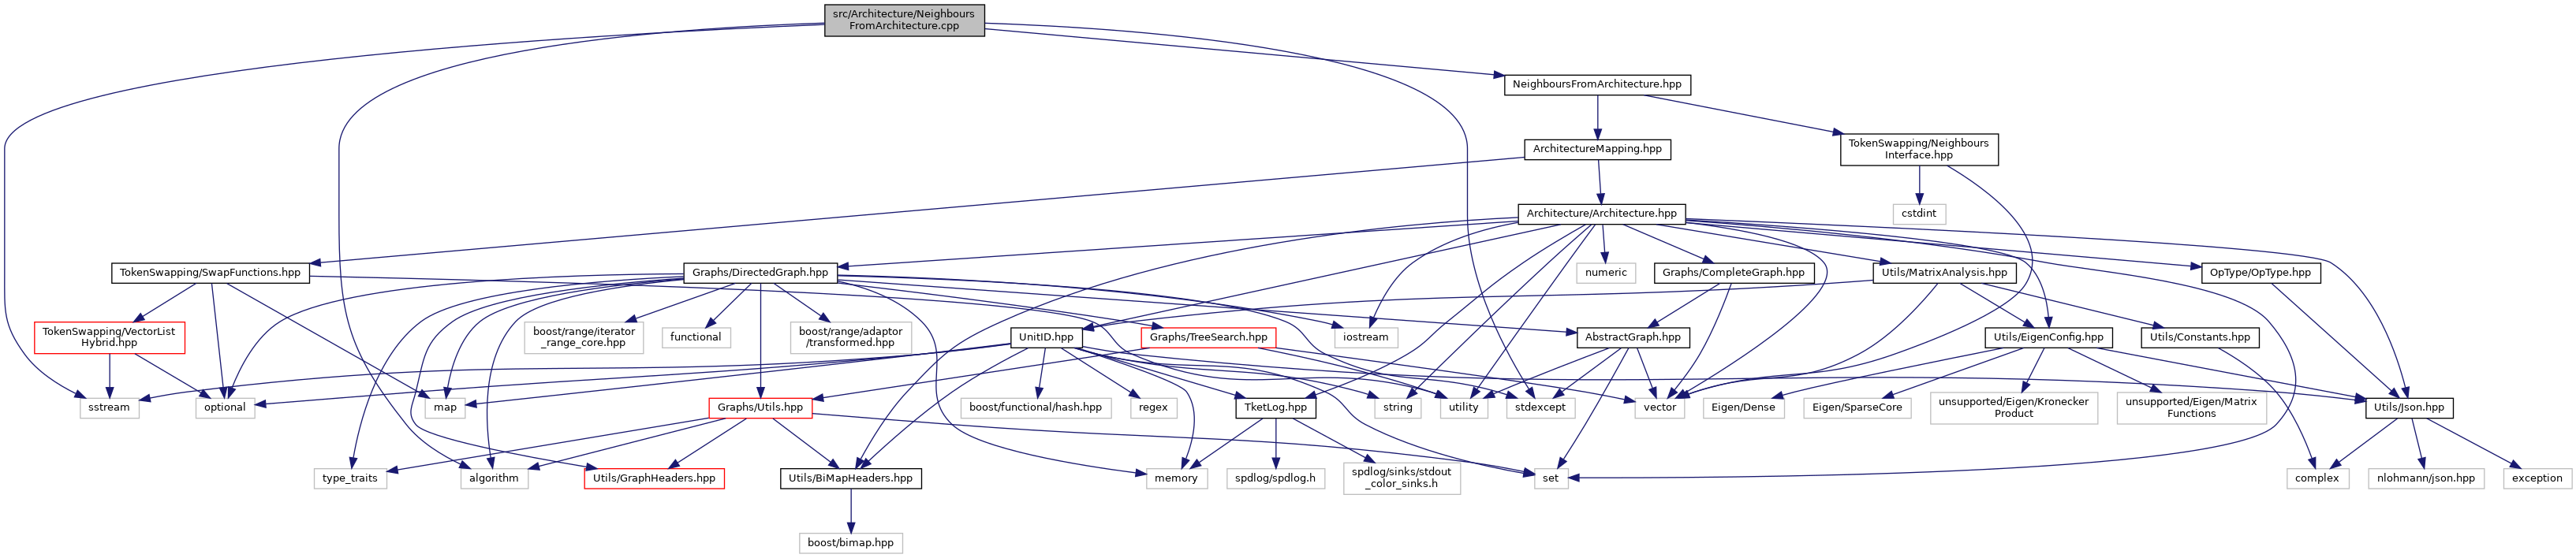 src/Architecture/Neighbours
FromArchitecture.cpp
NeighboursFromArchitecture.hpp
ArchitectureMapping.hpp
TokenSwapping/Neighbours
Interface.hpp
Architecture/Architecture.hpp
cstdint
TokenSwapping/SwapFunctions.hpp
Graphs/DirectedGraph.hpp
numeric
Graphs/CompleteGraph.hpp
Utils/MatrixAnalysis.hpp
OpType/OpType.hpp
TokenSwapping/VectorList
Hybrid.hpp
boost/range/iterator
_range_core.hpp
functional
boost/range/adaptor
/transformed.hpp
UnitID.hpp
Graphs/TreeSearch.hpp
iostream
AbstractGraph.hpp
Utils/EigenConfig.hpp
Utils/Constants.hpp
sstream
optional
map
Graphs/Utils.hpp
boost/functional/hash.hpp
regex
TketLog.hpp
string
utility
stdexcept
vector
Eigen/Dense
Eigen/SparseCore
unsupported/Eigen/Kronecker
Product
unsupported/Eigen/Matrix
Functions
Utils/Json.hpp
type_traits
algorithm
Utils/GraphHeaders.hpp
Utils/BiMapHeaders.hpp
memory
spdlog/spdlog.h
spdlog/sinks/stdout
_color_sinks.h
set
complex
nlohmann/json.hpp
exception
boost/bimap.hpp